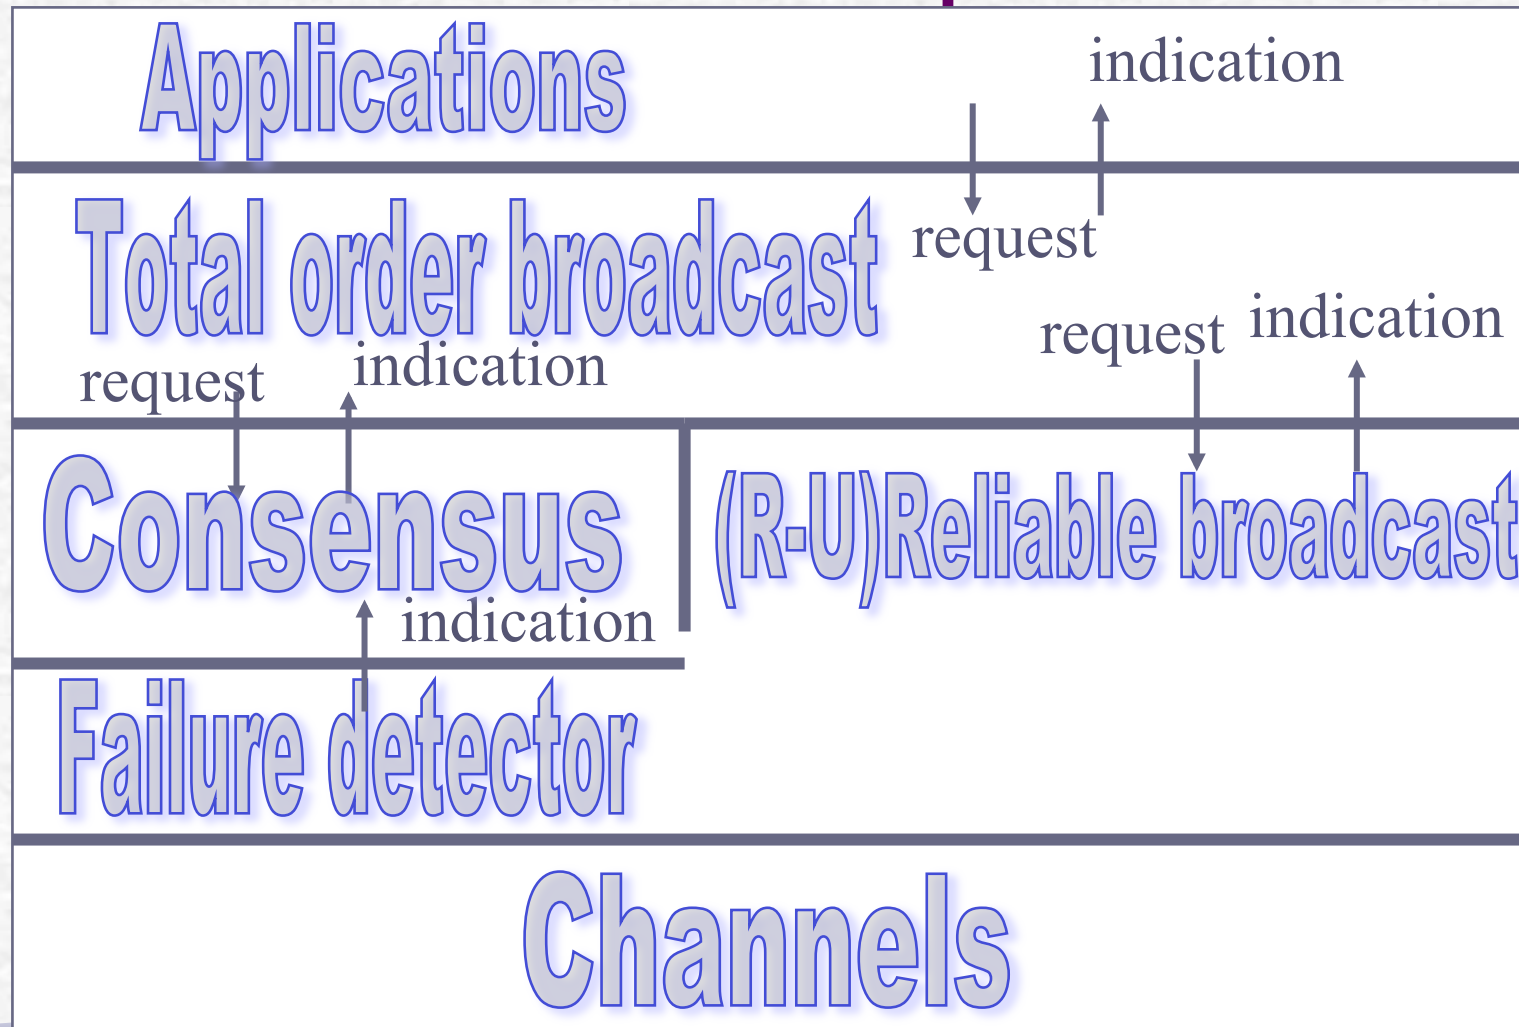 Applications
indication
request
Total order broadcast
request
indication
request
indication
Consensus
(R-U)Reliable broadcast
indication
Failure detector
Channels